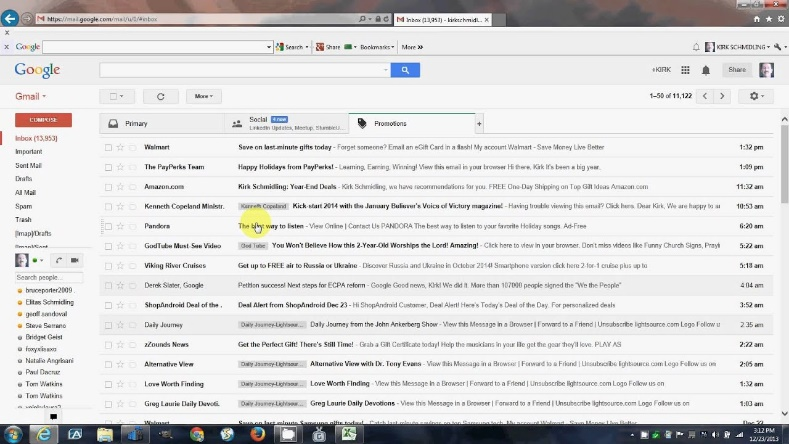 https://mail.google.com/mail/u/0/#inbox
Inbox (13,953) - kirkschmidli...
x Google Search Share Bookmarks More »
KIRK SCHMIDLING
Google +KIRK Share
Gmail More 1–50 of 11,122
COMPOSE
Primary
Social 4 new
LinkedIn Updates, Meetup, StumbleU...
Promotions
+
Inbox (13,953)
Important
Sent Mail
Drafts
All Mail
Spam
Trash
[Imap]/Drafts
[Imap]/Sent
Search people...
bruceporter2009...
Elitas Schmidling
geoff.sandoval
Steve Serrano
Bridget Geist
foyxlisaxo
Natalie Angrisani
Paul Dacruz
Tom Watkins
Tom Watkins
Walmart Save on last-minute gifts today - Forget someone? Email an eGift Card in a flash! My account Walmart - Save Money Live Better 1:32 pm
The PayPerks Team Happy Holidays from PayPerks! - Learning, Earning, Winning! View this email in your browser Hi there, Kirk It's been a big year. 1:09 pm
Amazon.com Kirk Schmidling: Year-End Deals - Kirk Schmidling, we have recommendations for you. FREE One-Day Shipping on Top Gift Ideas Amazon.com 11:32 am
Kenneth Copeland Ministr. Kenneth Copeland Kick-start 2014 with the January Believer's Voice of Victory magazine! - Having trouble viewing this email? Click here. Dear Kirk, We are happy to sa 10:53 am
Pandora The best way to listen - View Online | Contact Us PANDORA The best way to listen to your favorite Holiday songs. Ad-Free 6:20 am
GodTube Must See Video God Tube You Won't Believe How this 2-Year-Old Worships the Lord! Amazing! - Click here to view in your browser. Don't miss videos like Funny Church Signs, Prayi 5:22 am
Viking River Cruises Get up to FREE air to Russia or Ukraine - Discover Russia and Ukraine in October 2014! Smartphone version click here 2-for-1 cruise plus up to 5:18 am
Derek Slater, Google Petition success! Next steps for ECPA reform - Google Good news, Kirk! We did it. More than 107000 people signed the "We the People" 4:04 am
ShopAndroid Deal of the . Deal Alert from ShopAndroid Dec 23 - Hi ShopAndroid Customer, Deal Alert! Here's Today's Deal of the Day. For personalized deals 3:52 am
Daily Journey Daily Journey-Lightsour... Daily Journey from the John Ankerberg Show - View this Message in a Browser | Forward to a Friend | Unsubscribe lightsource.com Logo Follow u 2:35 am
zZounds News Get the Perfect Gift! There's Still Time! - Grab a Gift Certificate today! Help the musicians in your life get the gear they'll love. PLAY AS 2:22 am
Alternative View Daily Journey-Lightsour... Alternative View with Dr. Tony Evans - View this Message in a Browser | Forward to a Friend | Unsubscribe lightsource.com Logo Follow us on 2:05 am
Love Worth Finding Daily Journey-Lightsour... Love Worth Finding - View this Message in a Browser | Forward to a Friend | Unsubscribe lightsource.com Logo Follow us on 1:03 am
Greg Laurie Daily Devoti. Daily Journey-Lightsour... Greg Laurie Daily Devotions - View this Message in a Browser | Forward to a Friend | Unsubscribe lightsource.com Logo Follow u 1:03 am
3:12 PM
12/23/2013